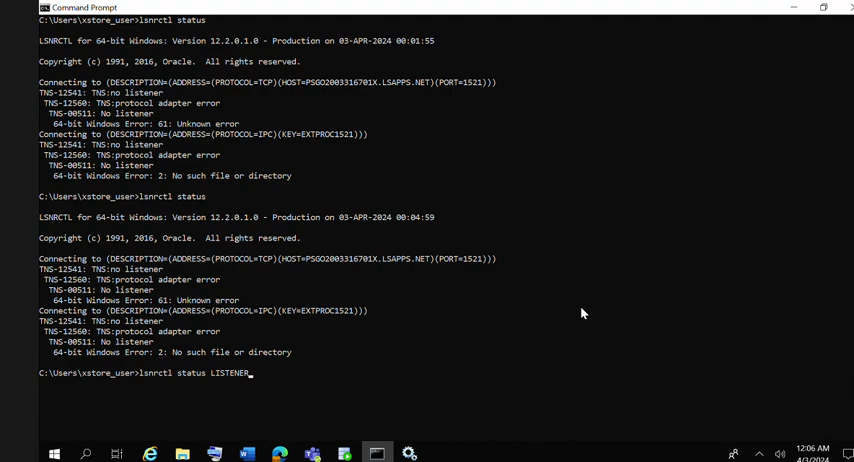 Command Prompt
C:\Users\xstore_user>lsnrctl status
LSNRCTL for 64-bit Windows: Version 12.2.0.1.0 - Production on 03-APR-2024 00:01:55
Copyright (c) 1991, 2016, Oracle.  All rights reserved.
Connecting to (DESCRIPTION=(ADDRESS=(PROTOCOL=TCP)(HOST=PSGO2003316701X.LSAPPS.NET)(PORT=1521)))
TNS-12541: TNS:no listener
 TNS-12560: TNS:protocol adapter error
  TNS-00511: No listener
   64-bit Windows Error: 61: Unknown error
Connecting to (DESCRIPTION=(ADDRESS=(PROTOCOL=IPC)(KEY=EXTPROC1521)))
TNS-12541: TNS:no listener
 TNS-12560: TNS:protocol adapter error
  TNS-00511: No listener
   64-bit Windows Error: 2: No such file or directory
C:\Users\xstore_user>lsnrctl status
LSNRCTL for 64-bit Windows: Version 12.2.0.1.0 - Production on 03-APR-2024 00:04:59
Copyright (c) 1991, 2016, Oracle.  All rights reserved.
Connecting to (DESCRIPTION=(ADDRESS=(PROTOCOL=TCP)(HOST=PSGO2003316701X.LSAPPS.NET)(PORT=1521)))
TNS-12541: TNS:no listener
 TNS-12560: TNS:protocol adapter error
  TNS-00511: No listener
   64-bit Windows Error: 61: Unknown error
Connecting to (DESCRIPTION=(ADDRESS=(PROTOCOL=IPC)(KEY=EXTPROC1521)))
TNS-12541: TNS:no listener
 TNS-12560: TNS:protocol adapter error
  TNS-00511: No listener
   64-bit Windows Error: 2: No such file or directory
C:\Users\xstore_user>lsnrctl status LISTENER
12:06 AM
4/3/2024